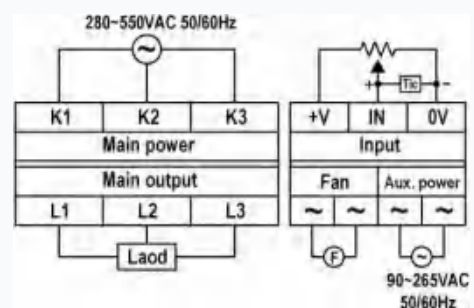 280~550VAC 50/60Hz
~
K1 K2 K3
Main power
Main output
L1 L2 L3
Laod
+ Tic -
+V IN 0V
Input
Fan Aux. power
~ ~ ~ ~
F ~
90~265VAC
50/60Hz